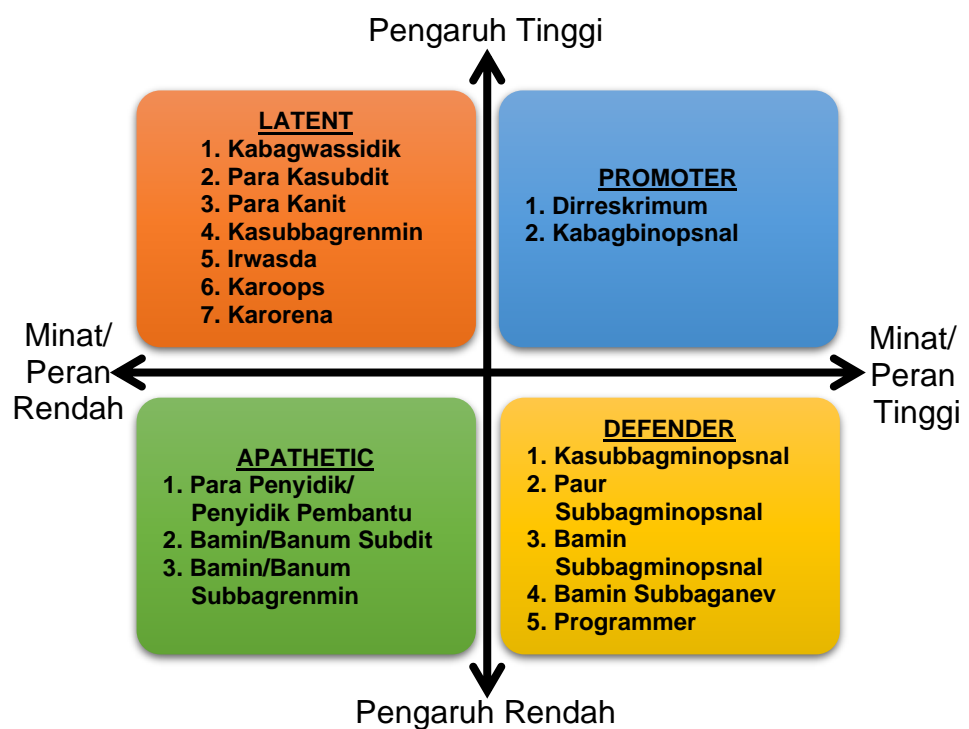 Pengaruh Tinggi
LATENT
1. Kabagwassidik
2. Para Kasubdit
3. Para Kanit
4. Kasubbagrenmin
5. Irwasda
6. Karoops
7. Karorena
PROMOTER
1. Dirreskrimum
2. Kabagbinopsnal
Minat/
Peran
Rendah
Minat/
Peran
Tinggi
APATHETIC
1. Para Penyidik/
Penyidik Pembantu
2. Bamin/Banum Subdit
3. Bamin/Banum
Subbagrenmin
DEFENDER
1. Kasubbagminopsnal
2. Paur
Subbagminopsnal
3. Bamin
Subbagminopsnal
4. Bamin Subbaganev
5. Programmer
Pengaruh Rendah